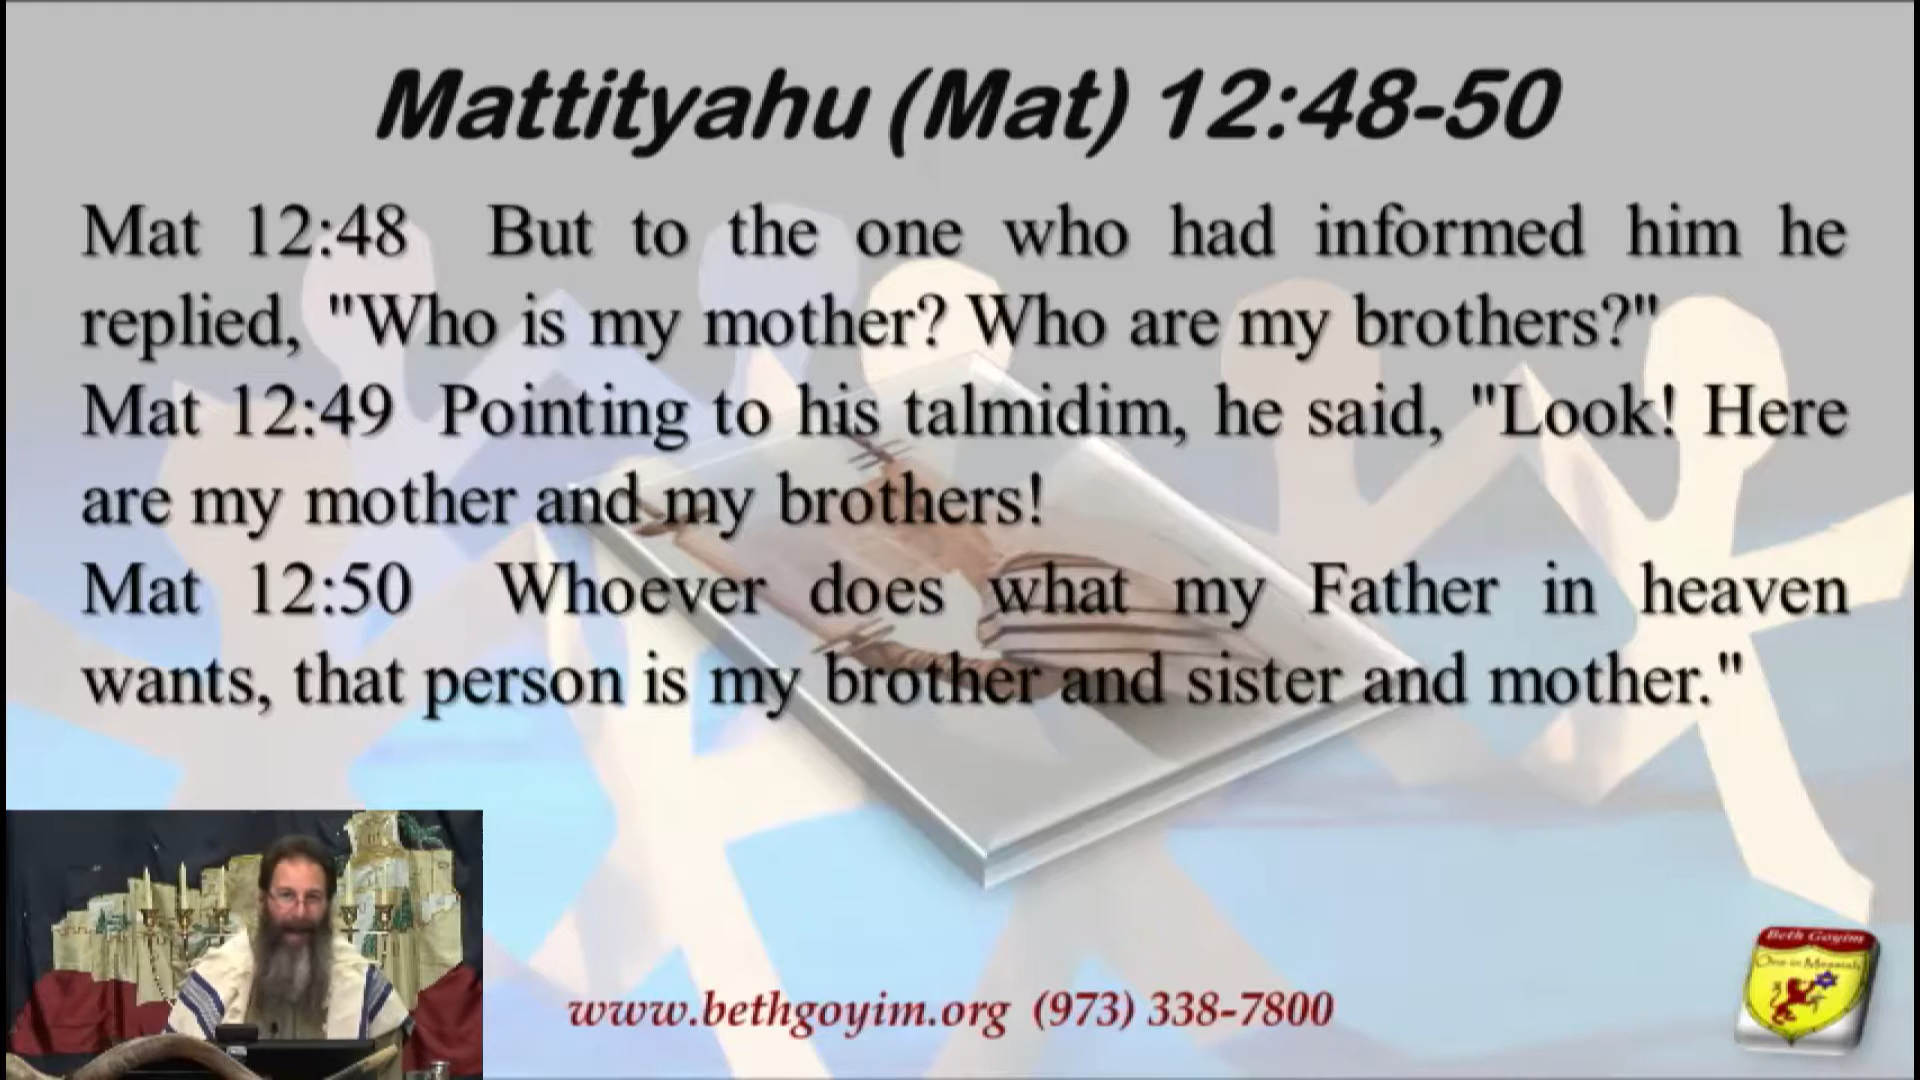 Mattityahu (Mat) 12:48-50
Mat 12:48 But to the one who had informed him he
replied, "Who is my mother? Who are my brothers?"
Mat 12:49 Pointing to his talmidim, he said, "Look! Here
are my mother and my brothers!
Mat 12:50 Whoever does what my Father in heaven
wants, that person is my brother and sister and mother."
www.bethgoyim.org (973) 338-7800
Beth Goyim
One in Messiah